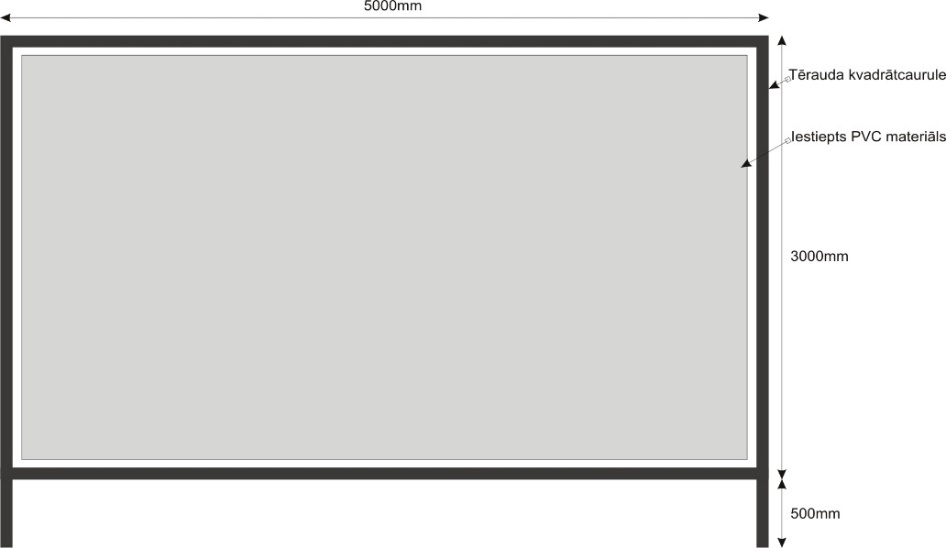 5000mm
Tērauda kvadrātcaurule
Iestiepts PVC materiāls
3000mm
500mm